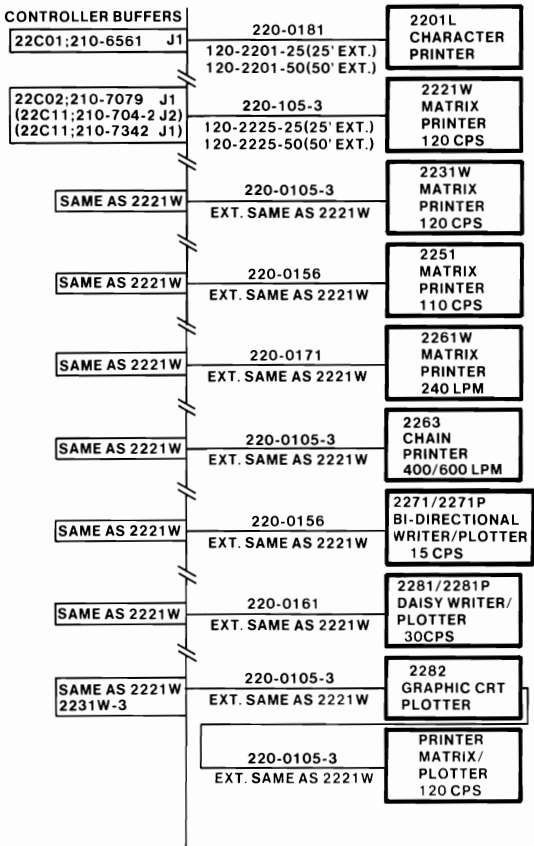 CONTROLLER BUFFERS
22C01;210-6561 J1
220-0181
120-2201-25(25' EXT.)
120-2201-50(50' EXT.)
2201L
CHARACTER
PRINTER
22C02;210-7079 J1
(22C11;210-704-2 J2)
(22C11;210-7342 J1)
220-105-3
120-2225-25(25' EXT.)
120-2225-50(50' EXT.)
2221W
MATRIX
PRINTER
120 CPS
SAME AS 2221W
220-0105-3
EXT. SAME AS 2221W
2231W
MATRIX
PRINTER
120 CPS
SAME AS 2221W
220-0156
EXT. SAME AS 2221W
2251
MATRIX
PRINTER
110 CPS
SAME AS 2221W
220-0171
EXT. SAME AS 2221W
2261W
MATRIX
PRINTER
240 LPM
SAME AS 2221W
220-0105-3
EXT. SAME AS 2221W
2263
CHAIN
PRINTER
400/600 LPM
SAME AS 2221W
220-0156
EXT. SAME AS 2221W
2271/2271P
BI-DIRECTIONAL
WRITER/PLOTTER
15 CPS
SAME AS 2221W
220-0161
EXT. SAME AS 2221W
2281/2281P
DAISY WRITER/
PLOTTER
30CPS
SAME AS 2221W
2231W-3
220-0105-3
EXT. SAME AS 2221W
2282
GRAPHIC CRT
PLOTTER
220-0105-3
EXT. SAME AS 2221W
PRINTER
MATRIX/
PLOTTER
120 CPS